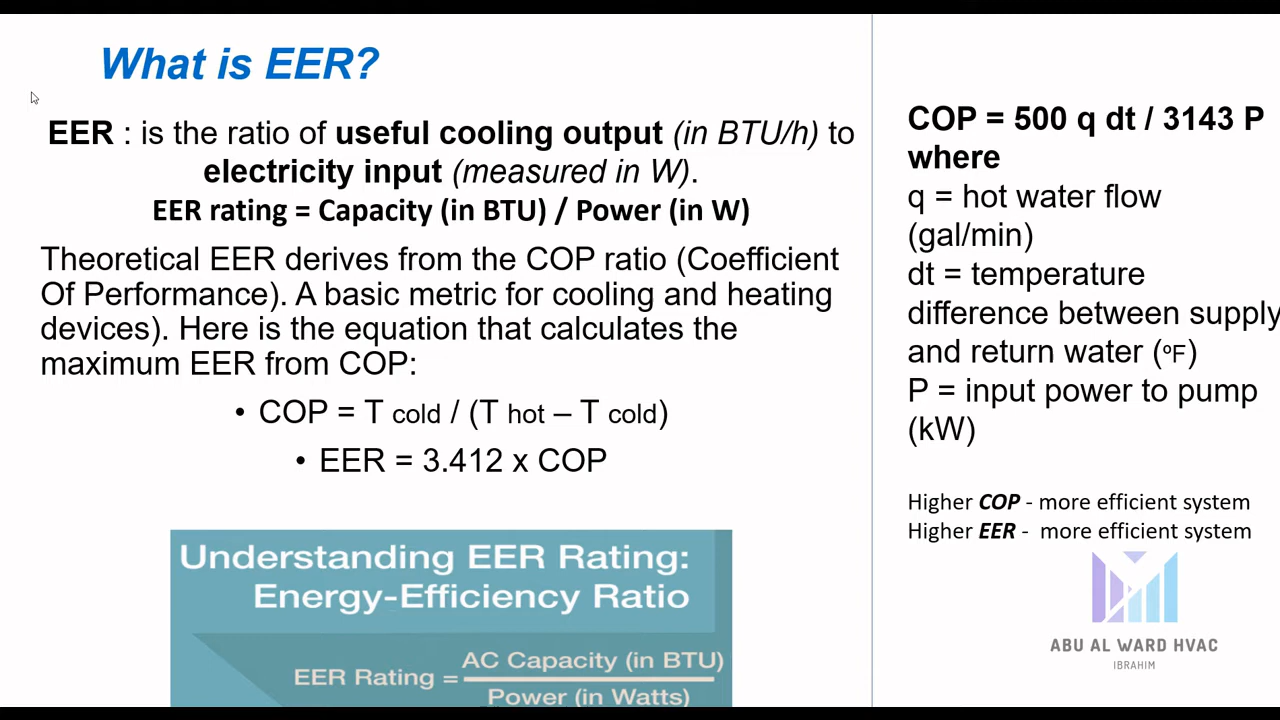 What is EER?
EER : is the ratio of useful cooling output (in BTU/h) to
electricity input (measured in W).
EER rating = Capacity (in BTU) / Power (in W)
Theoretical EER derives from the COP ratio (Coefficient
Of Performance). A basic metric for cooling and heating
devices). Here is the equation that calculates the
maximum EER from COP:
• COP = T cold / (T hot – T cold)
• EER = 3.412 x COP
Understanding EER Rating:
Energy-Efficiency Ratio
EER Rating = AC Capacity (in BTU)
Power (in Watts)
COP = 500 q dt / 3143 P
where
q = hot water flow
(gal/min)
dt = temperature
difference between supply
and return water (ºF)
P = input power to pump
(kW)
Higher COP - more efficient system
Higher EER - more efficient system
ABU AL WARD HVAC
IBRAHIM